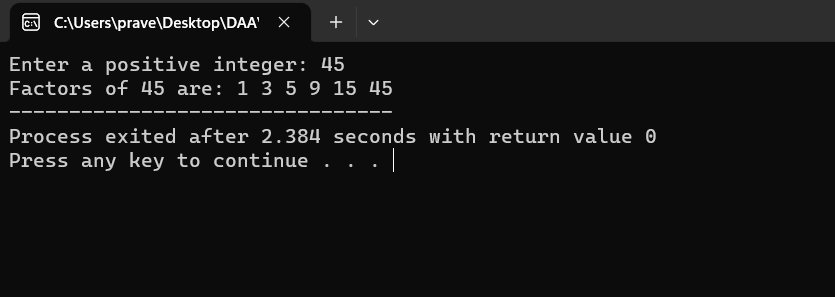 C:\Users\prave\Desktop\DAA\
Enter a positive integer: 45
Factors of 45 are: 1 3 5 9 15 45
--------------------------------
Process exited after 2.384 seconds with return value 0
Press any key to continue . . .